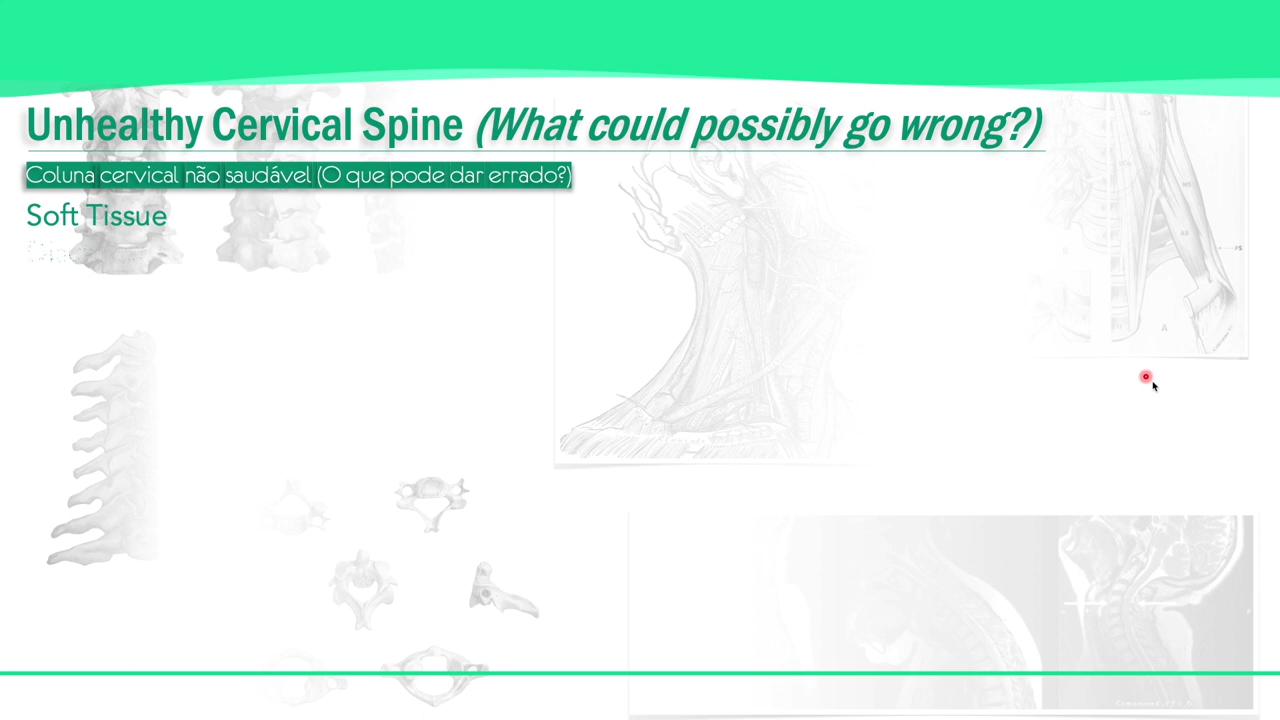 Unhealthy Cervical Spine (What could possibly go wrong?)
Coluna cervical não saudável (O que pode dar errado?)
Soft Tissue
A